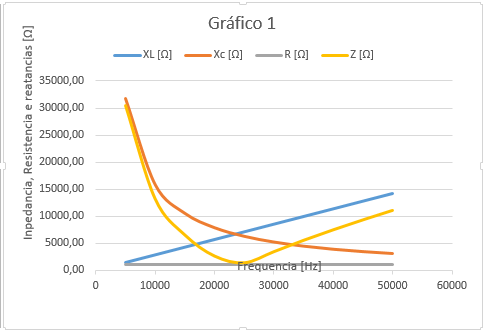 Gráfico 1
XL [Ω] Xc [Ω] R [Ω] Z [Ω]
Inpedancia, Resistencia e reatancias [Ω]
35000,00
30000,00
25000,00
20000,00
15000,00
10000,00
5000,00
0,00
Frequencia [Hz]
0 10000 20000 30000 40000 50000 60000